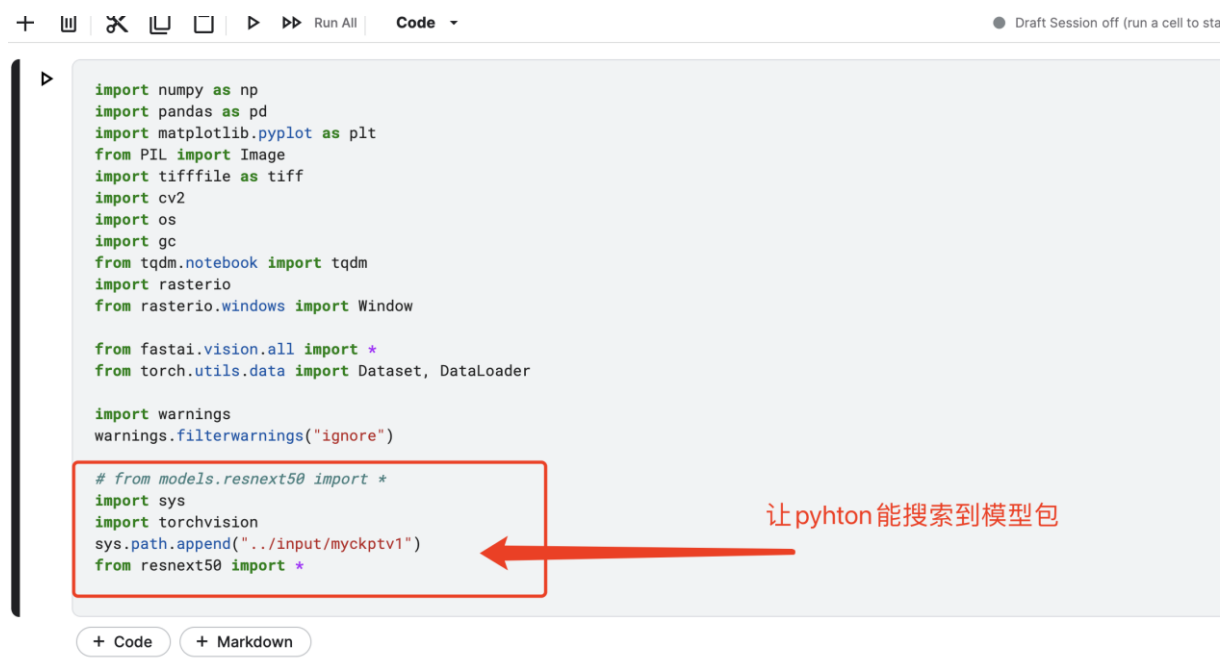 Run All
Code
Draft Session off (run a cell to sta
import numpy as np
import pandas as pd
import matplotlib.pyplot as plt
from PIL import Image
import tifffile as tiff
import cv2
import os
import gc
from tqdm.notebook import tqdm
import rasterio
from rasterio.windows import Window
from fastai.vision.all import *
from torch.utils.data import Dataset, DataLoader
import warnings
warnings.filterwarnings("ignore")
# from models.resnext50 import *
import sys
import torchvision
sys.path.append("../input/myckptv1")
from resnext50 import *
让pyhton能搜索到模型包
+ Code
+ Markdown